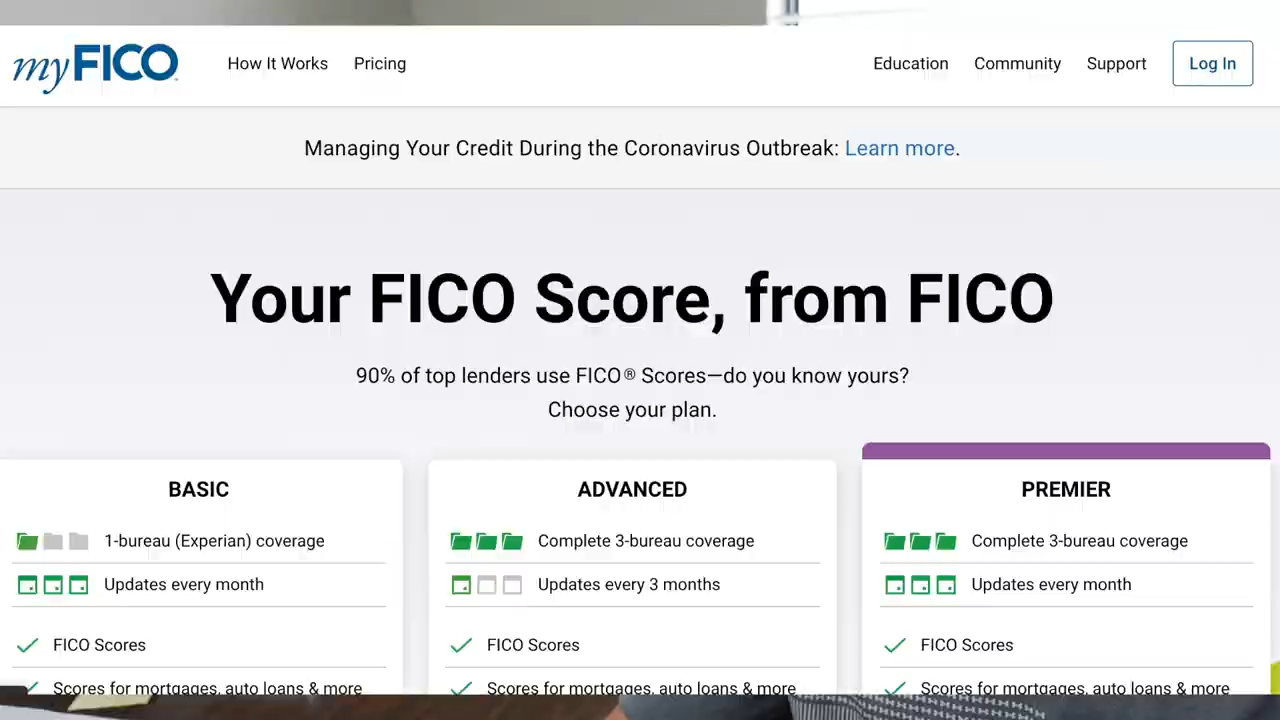 myFICO
How It Works Pricing Education Community Support Log In
Managing Your Credit During the Coronavirus Outbreak: Learn more.
Your FICO Score, from FICO
90% of top lenders use FICO® Scores—do you know yours?
Choose your plan.
BASIC
1-bureau (Experian) coverage
Updates every month
FICO Scores
Scores for mortgages, auto loans & more
ADVANCED
Complete 3-bureau coverage
Updates every 3 months
FICO Scores
Scores for mortgages, auto loans & more
PREMIER
Complete 3-bureau coverage
Updates every month
FICO Scores
Scores for mortgages, auto loans & more